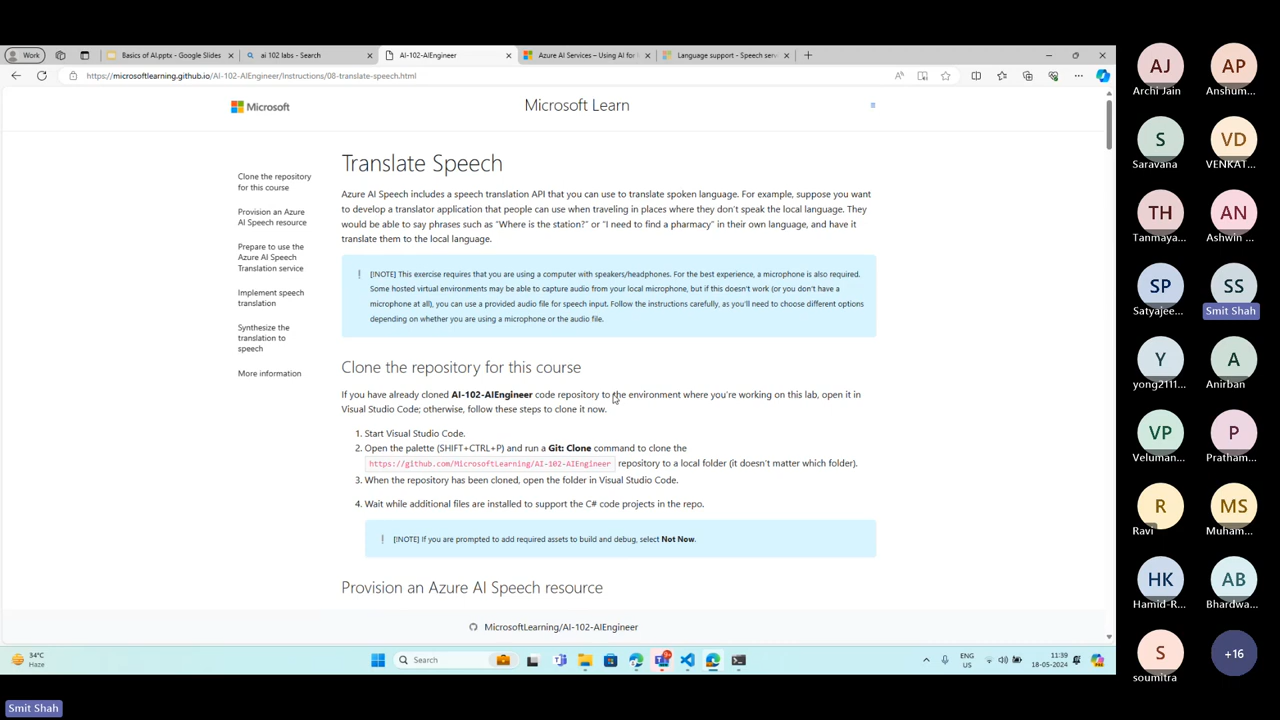 Work
Basics of AI.pptx - Google Slides
ai 102 labs - Search
AI-102-AIEngineer
Azure AI Services – Using AI for
Language support - Speech serv
https://microsoftlearning.github.io/AI-102-AIEngineer/Instructions/08-translate-speech.html
Microsoft
Microsoft Learn
Clone the repository
for this course
Provision an Azure
AI Speech resource
Prepare to use the
Azure AI Speech
Translation service
Implement speech
translation
Synthesize the
translation to
speech
More information
Translate Speech
Azure AI Speech includes a speech translation API that you can use to translate spoken language. For example, suppose you want
to develop a translator application that people can use when traveling in places where they don't speak the local language. They
would be able to say phrases such as "Where is the station?" or "I need to find a pharmacy" in their own language, and have it
translate them to the local language.
[!NOTE] This exercise requires that you are using a computer with speakers/headphones. For the best experience, a microphone is also required.
Some hosted virtual environments may be able to capture audio from your local microphone, but if this doesn't work (or you don't have a
microphone at all), you can use a provided audio file for speech input. Follow the instructions carefully, as you'll need to choose different options
depending on whether you are using a microphone or the audio file.
Clone the repository for this course
If you have already cloned AI-102-AIEngineer code repository to the environment where you're working on this lab, open it in
Visual Studio Code; otherwise, follow these steps to clone it now.
1. Start Visual Studio Code.
2. Open the palette (SHIFT+CTRL+P) and run a Git: Clone command to clone the
https://github.com/MicrosoftLearning/AI-102-AIEngineer repository to a local folder (it doesn't matter which folder).
3. When the repository has been cloned, open the folder in Visual Studio Code.
4. Wait while additional files are installed to support the C# code projects in the repo.
[!NOTE] If you are prompted to add required assets to build and debug, select Not Now.
Provision an Azure AI Speech resource
MicrosoftLearning/AI-102-AIEngineer
34°C
Haze
Search
ENG
US
11:39
18-05-2024
Smit Shah
AJ
Archi Jain
AP
Anshum...
S
Saravana
VD
VENKAT...
TH
Tanmaya...
AN
Ashwin ...
SP
Satyajee...
SS
Smit Shah
Y
yong2111...
A
Anirban
VP
Veluman...
P
Pratham...
R
Ravi
MS
Muham...
HK
Hamid-R...
AB
Bhardwa...
S
soumitra
+16